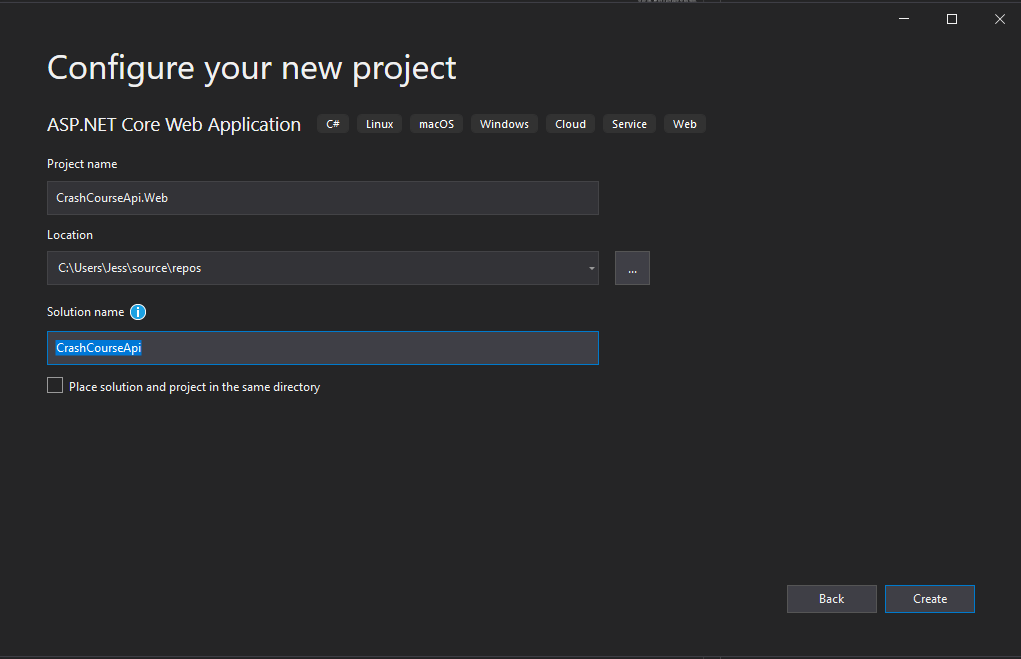 Configure your new project
ASP.NET Core Web Application C# Linux macOS Windows Cloud Service Web
Project name
CrashCourseApi.Web
Location
C:\Users\Jess\source\repos
...
Solution name i
CrashCourseApi
Place solution and project in the same directory
Back Create